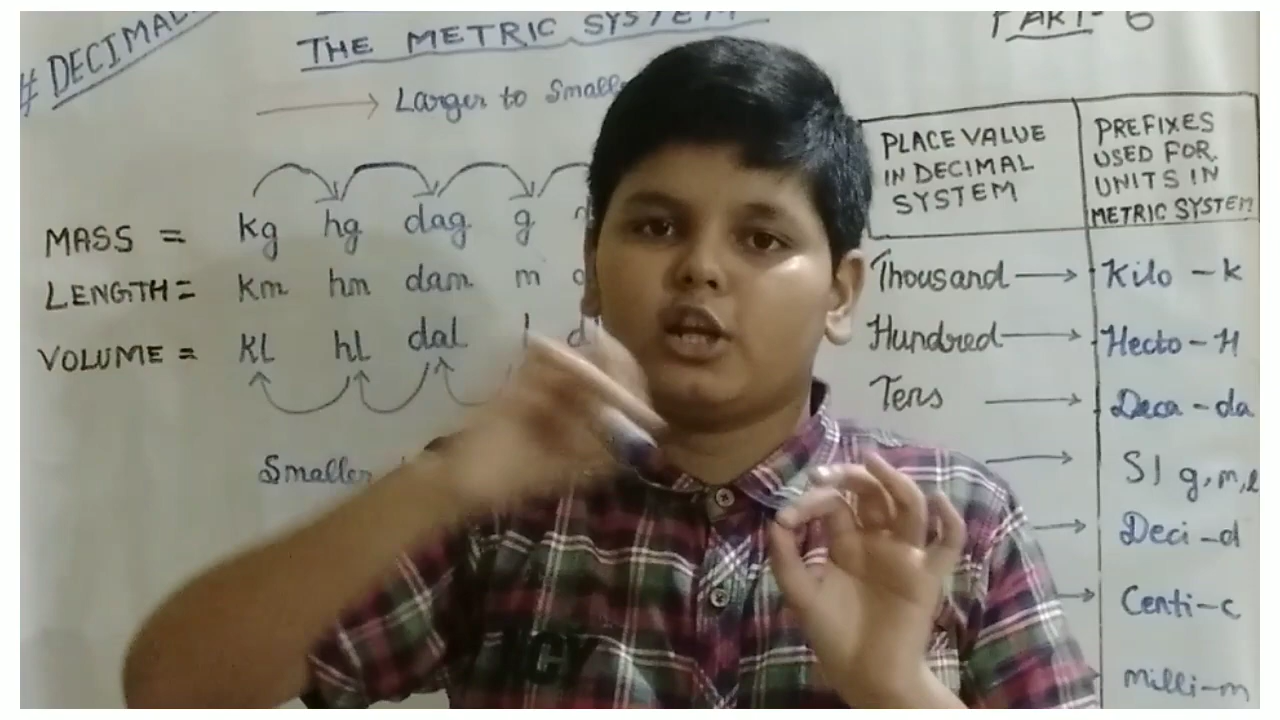 # DECIMAL
THE METRIC SYSTEM
PART- 6
→ Larger to
MASS = kg hg dag g
LENGTH = km hm dam m
VOLUME = kl hl dal l d
Smaller
PLACE VALUE
IN DECIMAL
SYSTEM
PREFIXES
USED FOR
UNITS IN
METRIC SYSTEM
Thousand → Kilo - k
Hundred → Hecto - H
Tens → Deca - da
→ S) g, m, l
→ Deci - d
→ Centi - c
milli - m